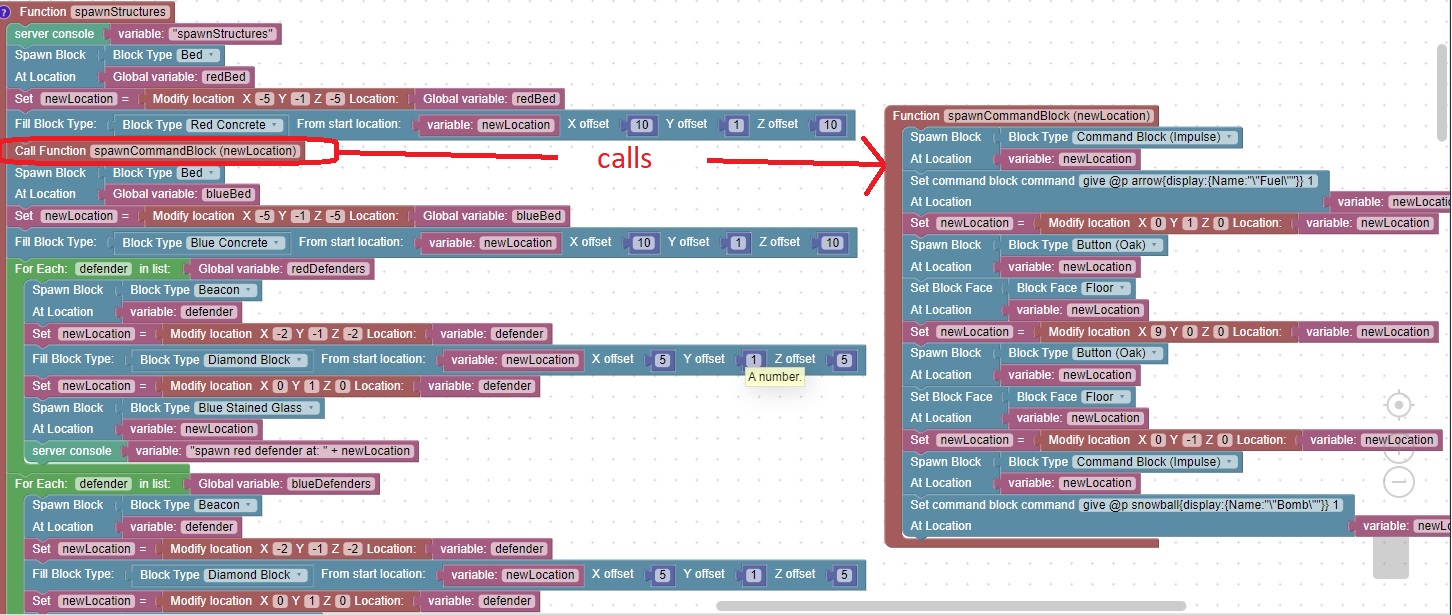 ? Function spawnStructures
server console variable: "spawnStructures"
Spawn Block Block Type Bed
At Location Global variable: redBed
Set newLocation = Modify location X -5 Y -1 Z -5 Location: Global variable: redBed
Fill Block Type: Block Type Red Concrete From start location: variable: newLocation X offset 10 Y offset 1 Z offset 10
Call Function spawnCommandBlock (newLocation)
calls
Spawn Block Block Type Bed
At Location Global variable: blueBed
Set newLocation = Modify location X -5 Y -1 Z -5 Location: Global variable: blueBed
Fill Block Type: Block Type Blue Concrete From start location: variable: newLocation X offset 10 Y offset 1 Z offset 10
For Each: defender in list: Global variable: redDefenders
Spawn Block Block Type Beacon
At Location variable: defender
Set newLocation = Modify location X -2 Y -1 Z -2 Location: variable: defender
Fill Block Type: Block Type Diamond Block From start location: variable: newLocation X offset 5 Y offset 1 Z offset 5
A number.
Set newLocation = Modify location X 0 Y 1 Z 0 Location: variable: defender
Spawn Block Block Type Blue Stained Glass
At Location variable: newLocation
server console variable: "spawn red defender at: " + newLocation
For Each: defender in list: Global variable: blueDefenders
Spawn Block Block Type Beacon
At Location variable: defender
Set newLocation = Modify location X -2 Y -1 Z -2 Location: variable: defender
Fill Block Type: Block Type Diamond Block From start location: variable: newLocation X offset 5 Y offset 1 Z offset 5
Set newLocation = Modify location X 0 Y 1 Z 0 Location: variable: defender
Function spawnCommandBlock (newLocation)
Spawn Block Block Type Command Block (Impulse)
At Location variable: newLocation
Set command block command give @p arrow{display:{Name:"\"Fuel\""}} 1
At Location variable: newLocatio
Set newLocation = Modify location X 0 Y 1 Z 0 Location: variable: newLocation
Spawn Block Block Type Button (Oak)
At Location variable: newLocation
Set Block Face Block Face Floor
At Location variable: newLocation
Set newLocation = Modify location X 9 Y 0 Z 0 Location: variable: newLocation
Spawn Block Block Type Button (Oak)
At Location variable: newLocation
Set Block Face Block Face Floor
At Location variable: newLocation
Set newLocation = Modify location X 0 Y -1 Z 0 Location: variable: newLocation
Spawn Block Block Type Command Block (Impulse)
At Location variable: newLocation
Set command block command give @p snowball{display:{Name:"\"Bomb\""}} 1
At Location variable: newL